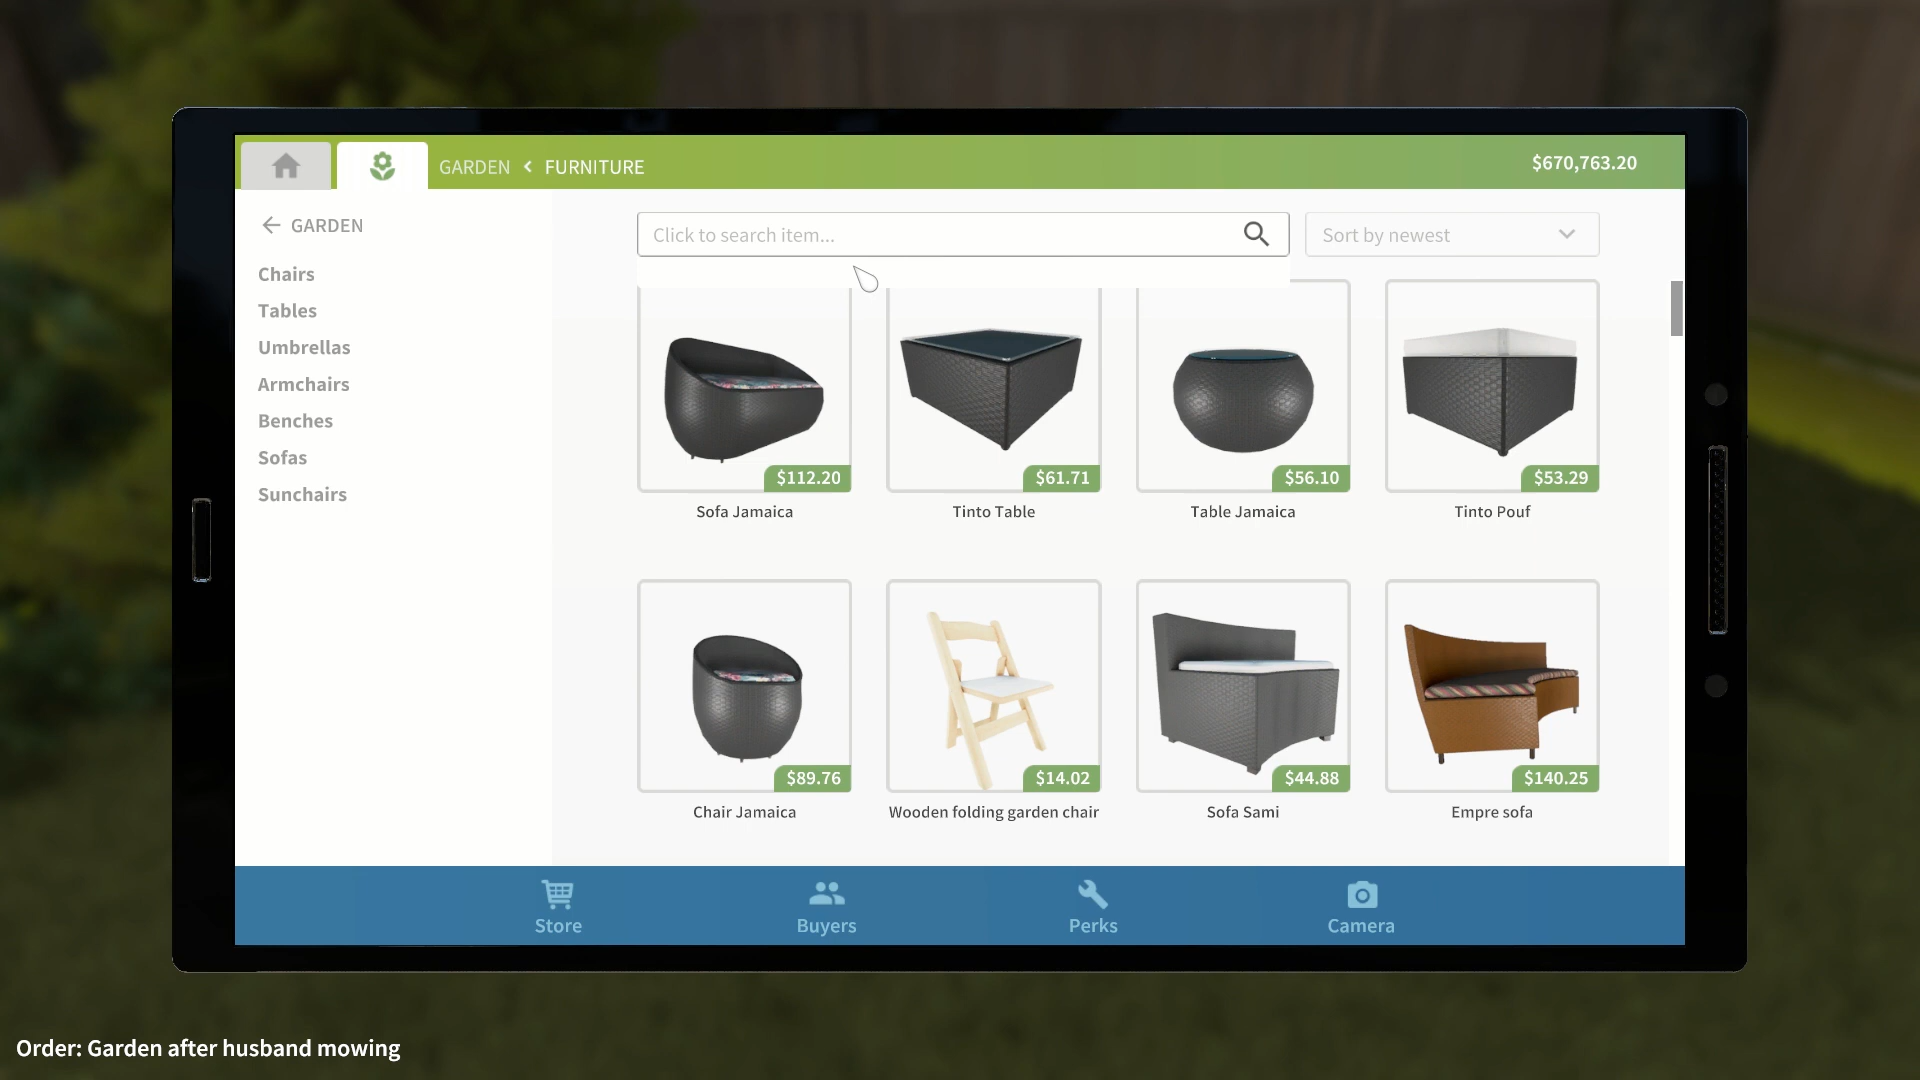 GARDEN < FURNITURE
$670,763.20
GARDEN
Click to search item...
Sort by newest
Chairs
Tables
Umbrellas
Armchairs
Benches
Sofas
Sunchairs
$112.20
$61.71
$56.10
$53.29
Sofa Jamaica
Tinto Table
Table Jamaica
Tinto Pouf
$89.76
$14.02
$44.88
$140.25
Chair Jamaica
Wooden folding garden chair
Sofa Sami
Empre sofa
Store
Buyers
Perks
Camera
Order: Garden after husband mowing